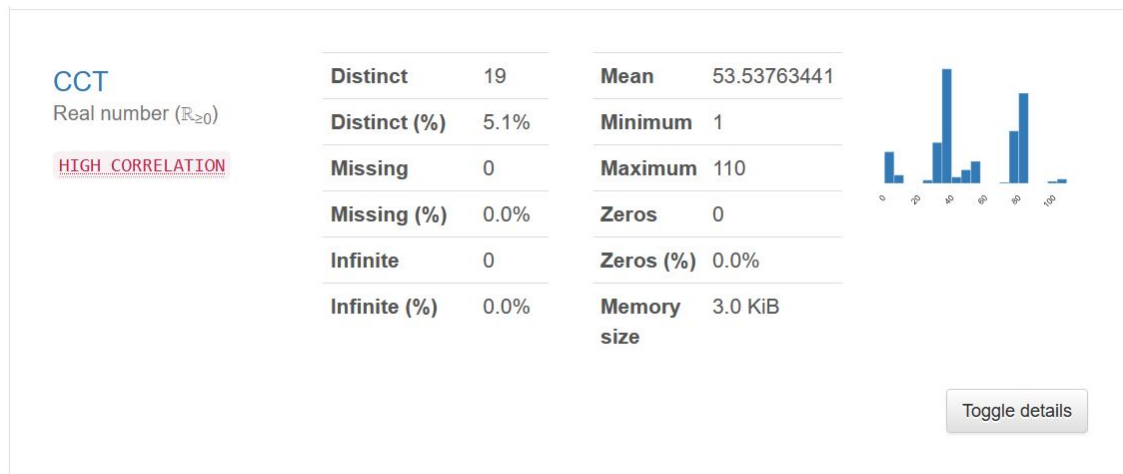 CCT
Real number (ℝ≥0)
HIGH CORRELATION
Distinct 19
Distinct (%) 5.1%
Missing 0
Missing (%) 0.0%
Infinite 0
Infinite (%) 0.0%
Mean 53.53763441
Minimum 1
Maximum 110
Zeros 0
Zeros (%) 0.0%
Memory size 3.0 KiB
0 20 40 60 80 100
Toggle details